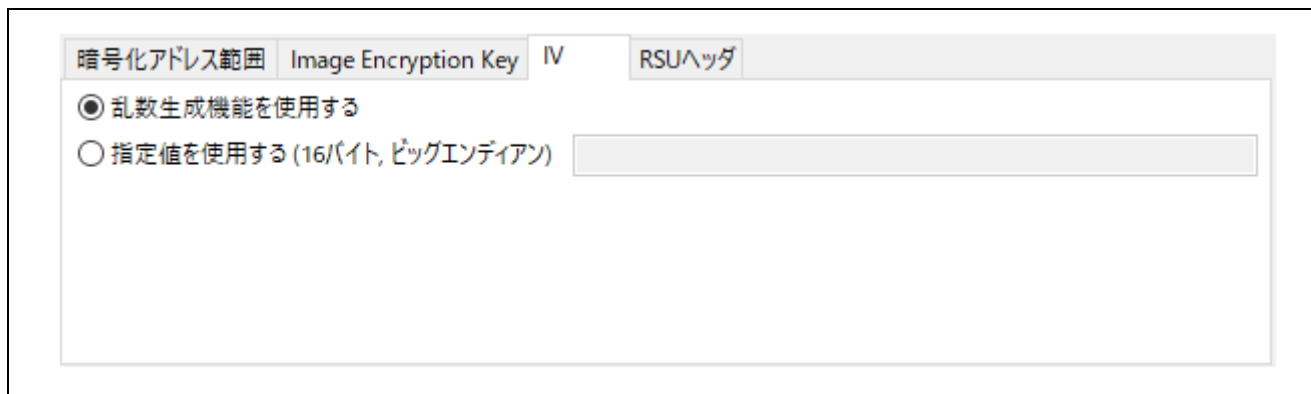 暗号化アドレス範囲 Image Encryption Key IV RSUヘッダ
乱数生成機能を使用する
指定値を使用する (16バイト, ビッグエンディアン)